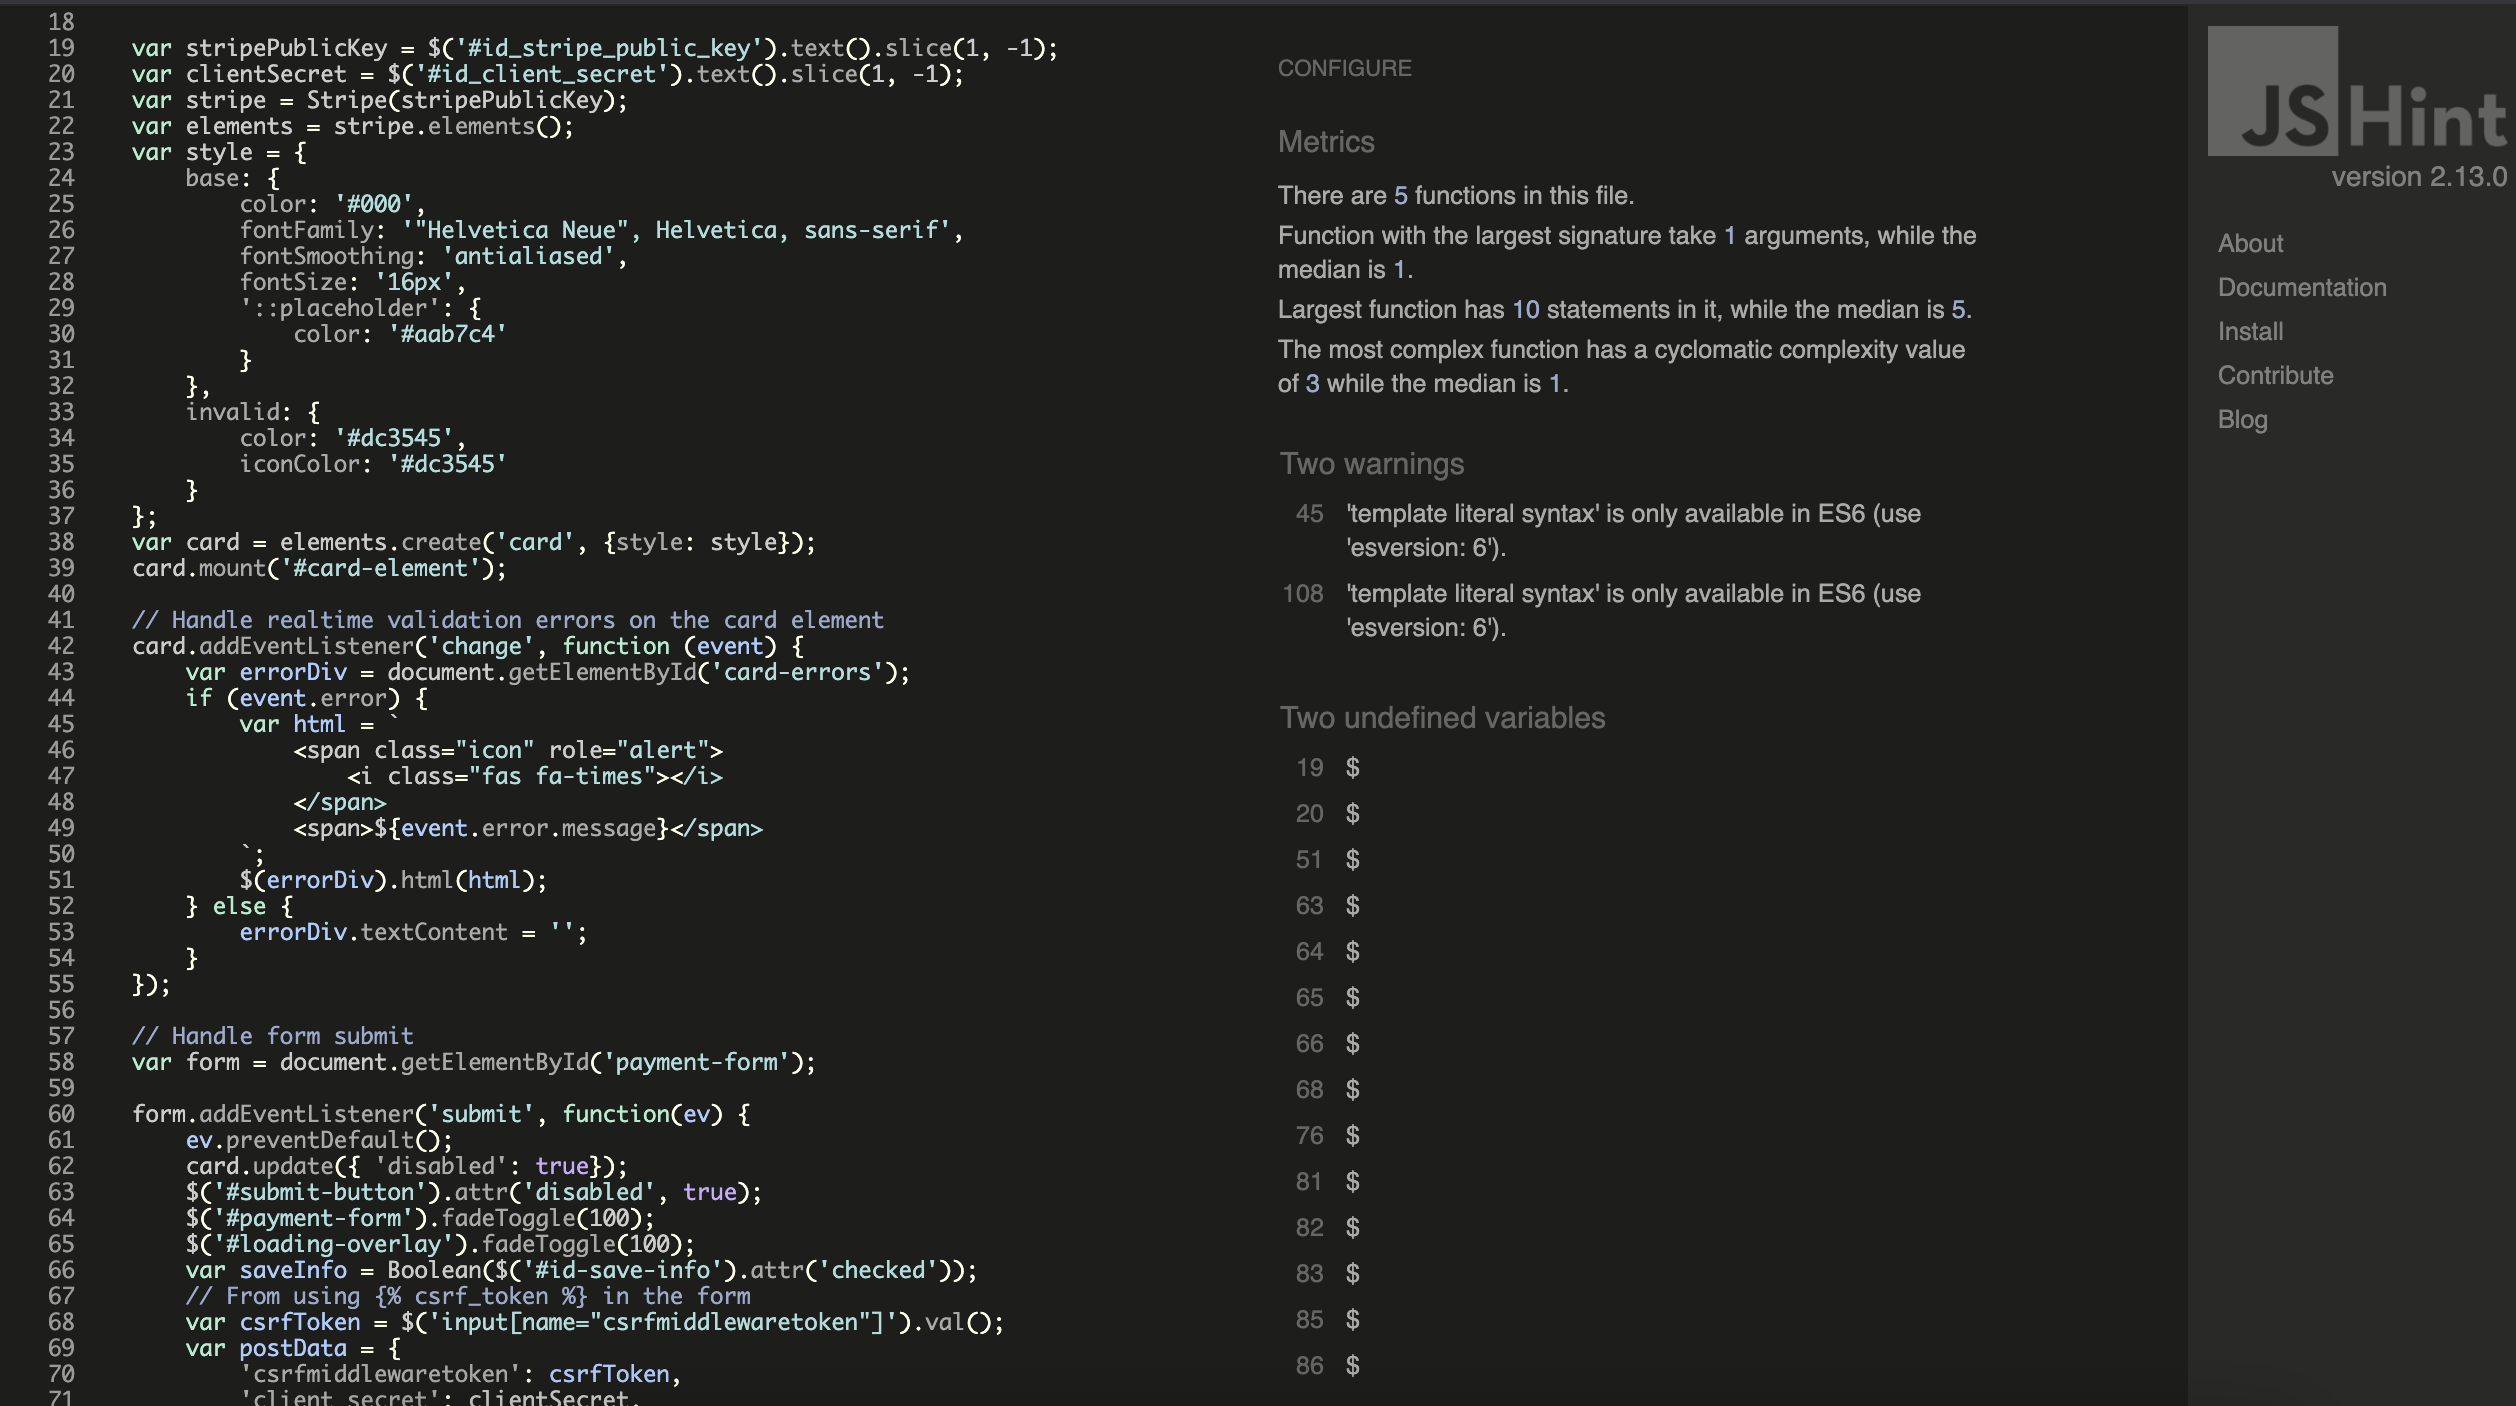 18
19 var stripePublicKey = $('#id_stripe_public_key').text().slice(1, -1);
20 var clientSecret = $('#id_client_secret').text().slice(1, -1);
21 var stripe = Stripe(stripePublicKey);
22 var elements = stripe.elements();
23 var style = {
24 base: {
25 color: '#000',
26 fontFamily: '"Helvetica Neue", Helvetica, sans-serif',
27 fontSmoothing: 'antialiased',
28 fontSize: '16px',
29 '::placeholder': {
30 color: '#aab7c4'
31 }
32 },
33 invalid: {
34 color: '#dc3545',
35 iconColor: '#dc3545'
36 }
37 };
38 var card = elements.create('card', {style: style});
39 card.mount('#card-element');
40
41 // Handle realtime validation errors on the card element
42 card.addEventListener('change', function (event) {
43 var errorDiv = document.getElementById('card-errors');
44 if (event.error) {
45 var html = `
46 <span class="icon" role="alert">
47 <i class="fas fa-times"></i>
48 </span>
49 <span>${event.error.message}</span>
50 `;
51 $(errorDiv).html(html);
52 } else {
53 errorDiv.textContent = '';
54 }
55 });
56
57 // Handle form submit
58 var form = document.getElementById('payment-form');
59
60 form.addEventListener('submit', function(ev) {
61 ev.preventDefault();
62 card.update({ 'disabled': true});
63 $('#submit-button').attr('disabled', true);
64 $('#payment-form').fadeToggle(100);
65 $('#loading-overlay').fadeToggle(100);
66 var saveInfo = Boolean($('#id-save-info').attr('checked'));
67 // From using {% csrf_token %} in the form
68 var csrfToken = $('input[name="csrfmiddlewaretoken"]').val();
69 var postData = {
70 'csrfmiddlewaretoken': csrfToken,
71 'client_secret': clientSecret,
CONFIGURE
Metrics
There are 5 functions in this file.
Function with the largest signature take 1 arguments, while the
median is 1.
Largest function has 10 statements in it, while the median is 5.
The most complex function has a cyclomatic complexity value
of 3 while the median is 1.
Two warnings
45 'template literal syntax' is only available in ES6 (use
'esversion: 6').
108 'template literal syntax' is only available in ES6 (use
'esversion: 6').
Two undefined variables
19 $
20 $
51 $
63 $
64 $
65 $
66 $
68 $
76 $
81 $
82 $
83 $
85 $
86 $
JSHint
version 2.13.0
About
Documentation
Install
Contribute
Blog